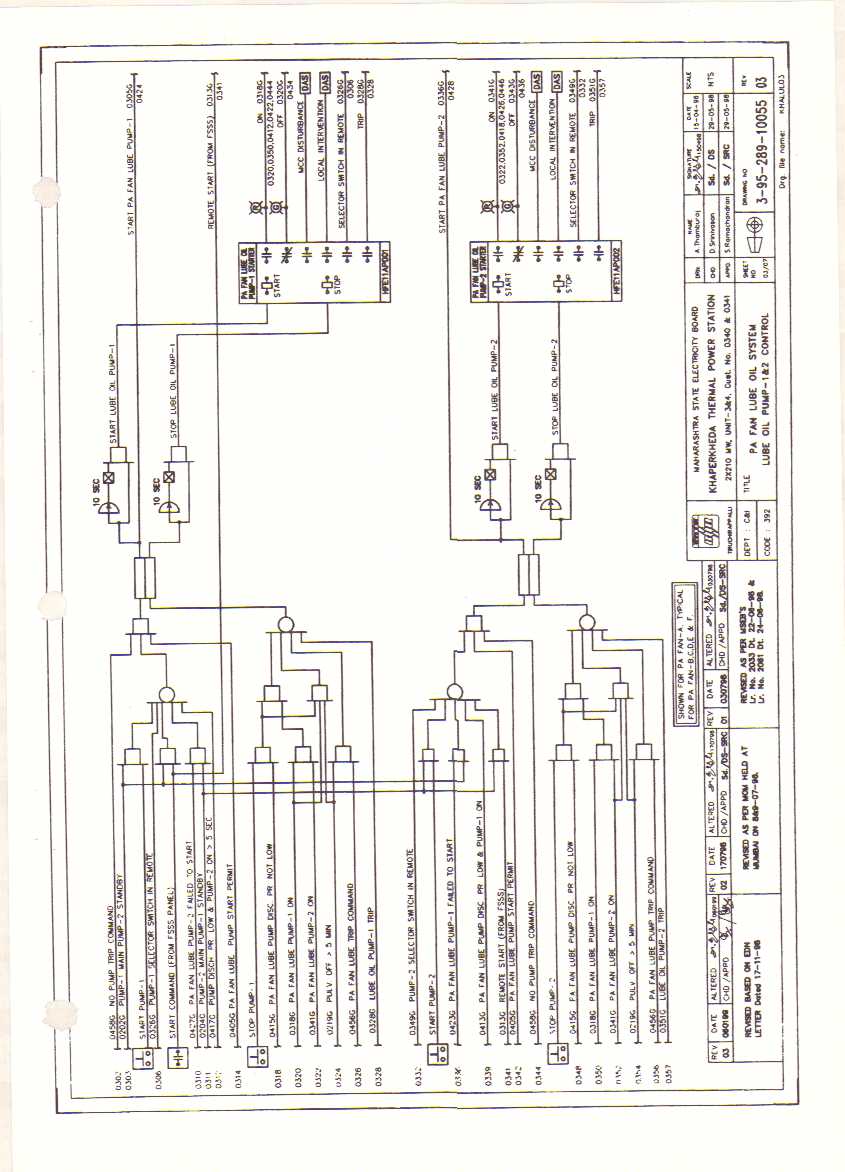 0458G NO PUMP TRIP COMMAND
0202G PUMP-1 MAIN PUMP-2 STANDBY
START PUMP-1
0326G PUMP-1 SELECTOR SWITCH IN REMOTE
START COMMAND (FROM FSSS PANEL)
0427G PA FAN LUBE PUMP-2 FAILED TO START
0204G PUMP-2 MAIN PUMP-1 STANDBY
0417G PUMP DISCH PR LOW & PUMP-2 ON > 5 SEC
0405G PA FAN LUBE PUMP START PERMIT
STOP PUMP-1
0415G PA FAN LUBE PUMP DISC PR NOT LOW
0318G PA FAN LUBE PUMP-1 ON
0341G PA FAN LUBE PUMP-2 ON
0219G PULV. OFF > 5 MIN
0456G PA FAN LUBE TRIP COMMAND
0328G LUBE OIL PUMP-1 TRIP
0349G PUMP-2 SELECTOR SWITCH IN REMOTE
START PUMP-2
0423G PA FAN LUBE PUMP-1 FAILED TO START
0413G PA FAN LUBE PUMP DISC PR LOW & PUMP-1 ON
0313G REMOTE START (FROM FSSS)
0405G PA FAN LUBE PUMP START PERMIT
0458G NO PUMP TRIP COMMAND
STOP PUMP-2
0415G PA FAN LUBE PUMP DISC PR NOT LOW
0318G PA FAN LUBE PUMP-1 ON
0341G PA FAN LUBE PUMP-2 ON
0219G PULV. OFF > 5 MIN
0456G PA FAN LUBE PUMP TRIP COMMAND
0351G LUBE OIL PUMP-2 TRIP
0302
0303
0306
0310
0311
0312
0314
0318
0320
0322
0324
0326
0328
0332
0336
0339
0341
0342
0344
0348
0350
0352
0354
0356
0357
10 SEC
START LUBE OIL PUMP-1
10 SEC
STOP LUBE OIL PUMP-1
10 SEC
START LUBE OIL PUMP-2
10 SEC
STOP LUBE OIL PUMP-2
START PA FAN LUBE PUMP-1 0305G
0424
REMOTE START (FROM FSSS) 0313G
0341
PA FAN LUBE OIL
PUMP-1 STARTER
START
STOP
HFE11AP001
R
G
ON 0318G
0320,0350,0412,0422,0444
OFF 0320G
0434
MCC DISTURBANCE DAS
LOCAL INTERVENTION DAS
SELECTOR SWITCH IN REMOTE 0326G
0306
TRIP 0328G
0328
START PA FAN LUBE PUMP-2 0336G
0428
PA FAN LUBE OIL
PUMP-2 STARTER
START
STOP
HFE11AP002
R
G
ON 0341G
0322,0352,0418,0426,0446
OFF 0343G
0436
MCC DISTURBANCE DAS
LOCAL INTERVENTION DAS
SELECTOR SWITCH IN REMOTE 0349G
0332
TRIP 0351G
0357
SHOWN FOR PA FAN-A, TYPICAL
FOR PA FAN-B,C,D,E & F.
REV 03 DATE 060199 ALTERED CHD/APPD
REVISED BASED ON EDN
LETTER Dated 17-11-98
REV 02 DATE 170798 ALTERED CHD/APPD Sd./DS-SRC
REVISED AS PER MOM HELD AT
MUMBAI ON 8&9-07-98.
REV 01 DATE 030798 ALTERED CHD/APPD Sd./DS-SRC
REVISED AS PER MSEB'S
Lr. No. 2033 Dt. 22-06-98 &
Lr. No. 2081 Dt. 24-06-98.
TIRUCHIRAPPALLI
DEPT : C&I
CODE : 392
MAHARASHTRA STATE ELECTRICITY BOARD
KHAPERKHEDA THERMAL POWER STATION
2X210 MW, UNIT-3&4, Cust. No. 0340 & 0341
TITLE
PA FAN LUBE OIL SYSTEM
LUBE OIL PUMP-1&2 CONTROL
NAME SIGNATURE DATE SCALE
DRN A.Thamburaj 15-04-98 NTS
CHD D.Srinivasan Sd. / DS 29-05-98
APPD S.Ramachandran Sd. / SRC 29-05-98
SHEET NO 03/07
DRAWING NO 3-95-289-10055
REV 03
Drg. file name: KHALUL03